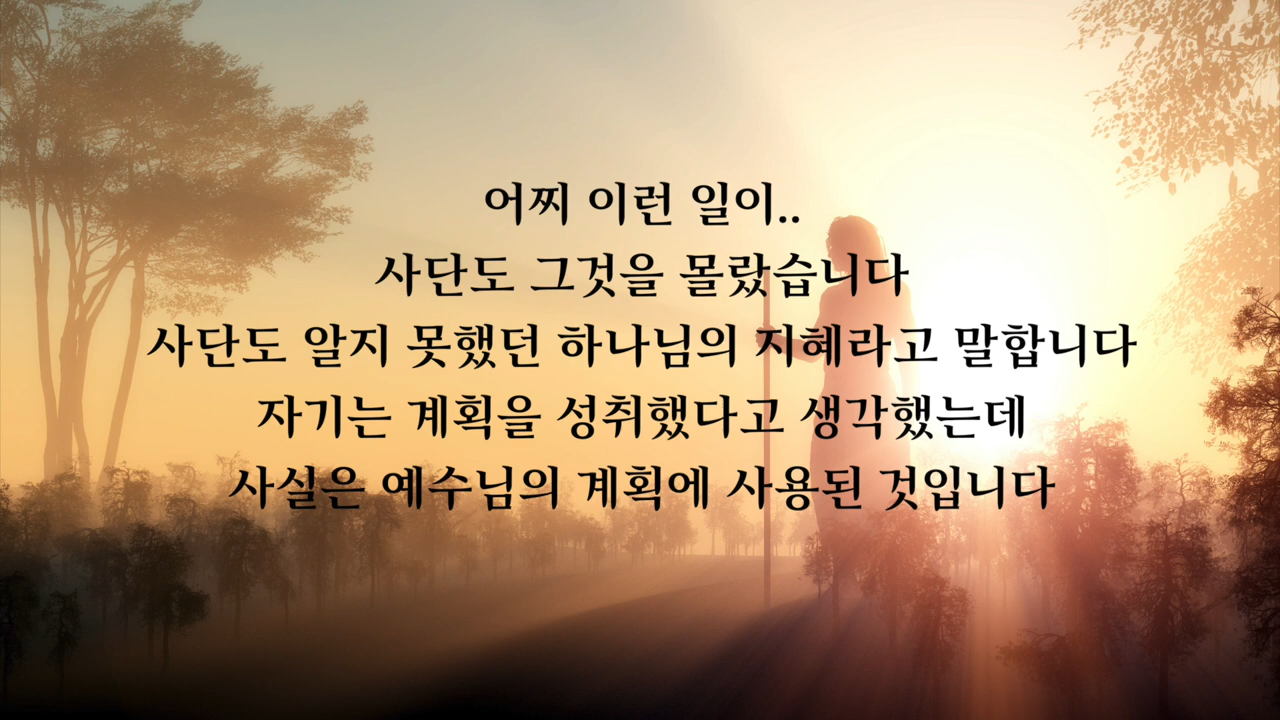 어찌 이런 일이..
사단도 그것을 몰랐습니다
사단도 알지 못했던 하나님의 지혜라고 말합니다
자기는 계획을 성취했다고 생각했는데
사실은 예수님의 계획에 사용된 것입니다